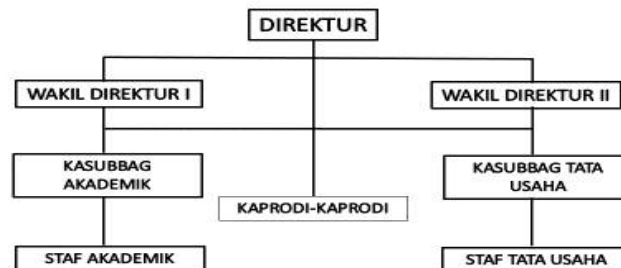 DIREKTUR
WAKIL DIREKTUR I
WAKIL DIREKTUR II
KASUBBAG
AKADEMIK
KASUBBAG TATA
USAHA
KAPRODI-KAPRODI
STAF AKADEMIK
STAF TATA USAHA